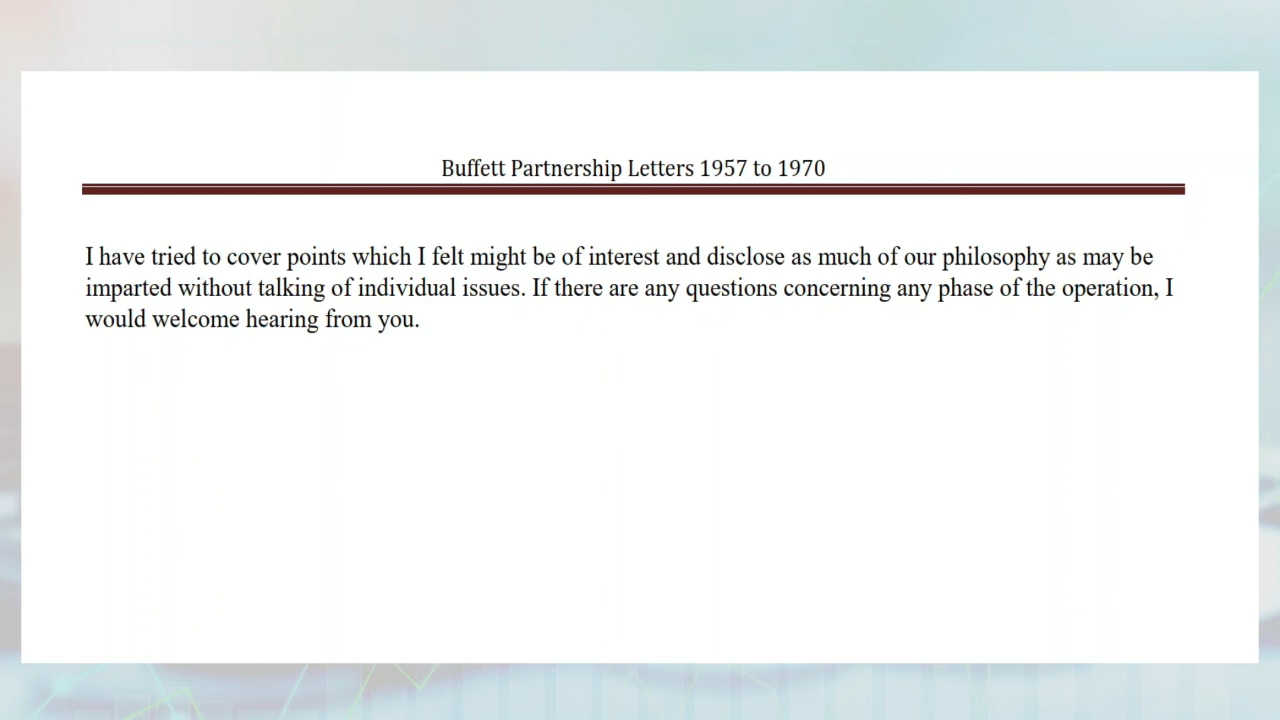 Buffett Partnership Letters 1957 to 1970
I have tried to cover points which I felt might be of interest and disclose as much of our philosophy as may be
imparted without talking of individual issues. If there are any questions concerning any phase of the operation, I
would welcome hearing from you.